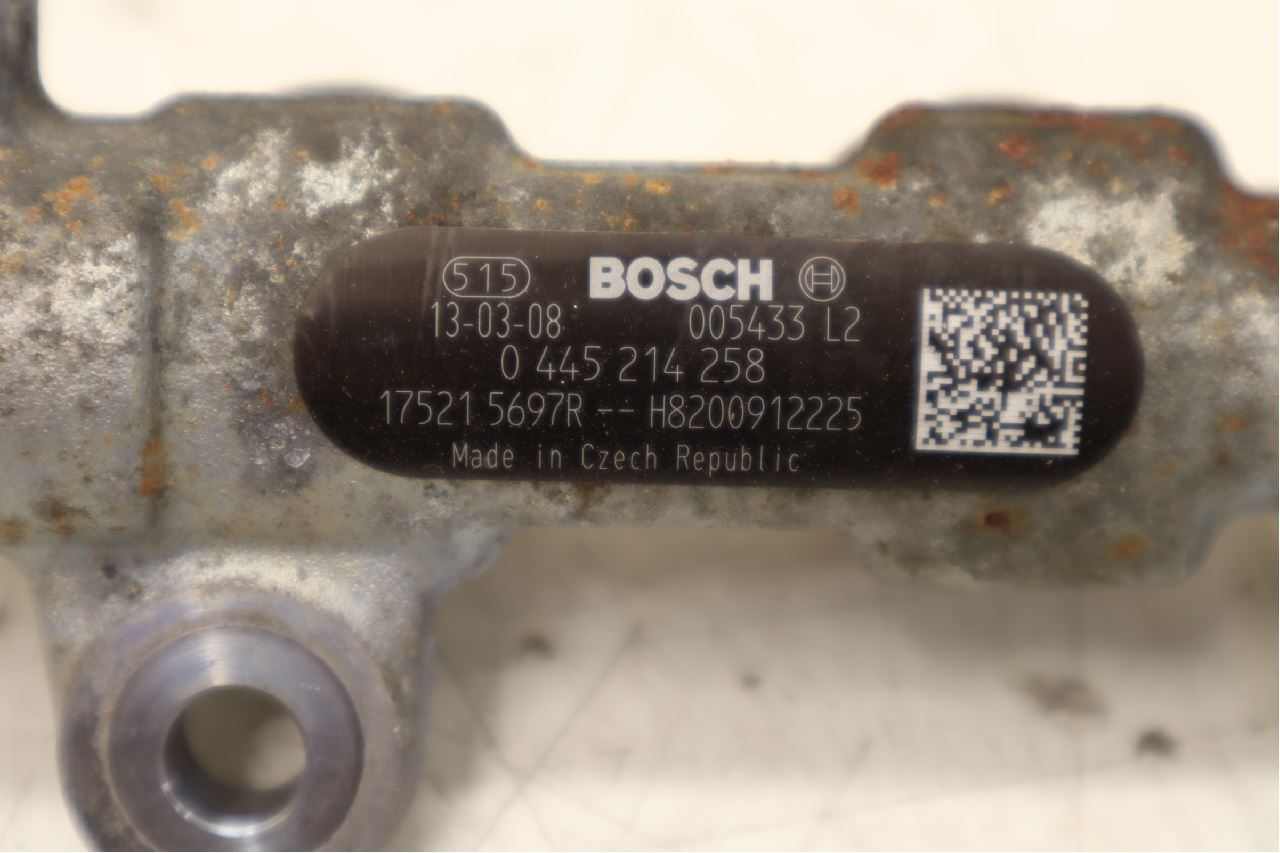 515 BOSCH
13-03-08 005433 L2
0 445 214 258
17521 5697R -- H8200912225
Made in Czech Republic